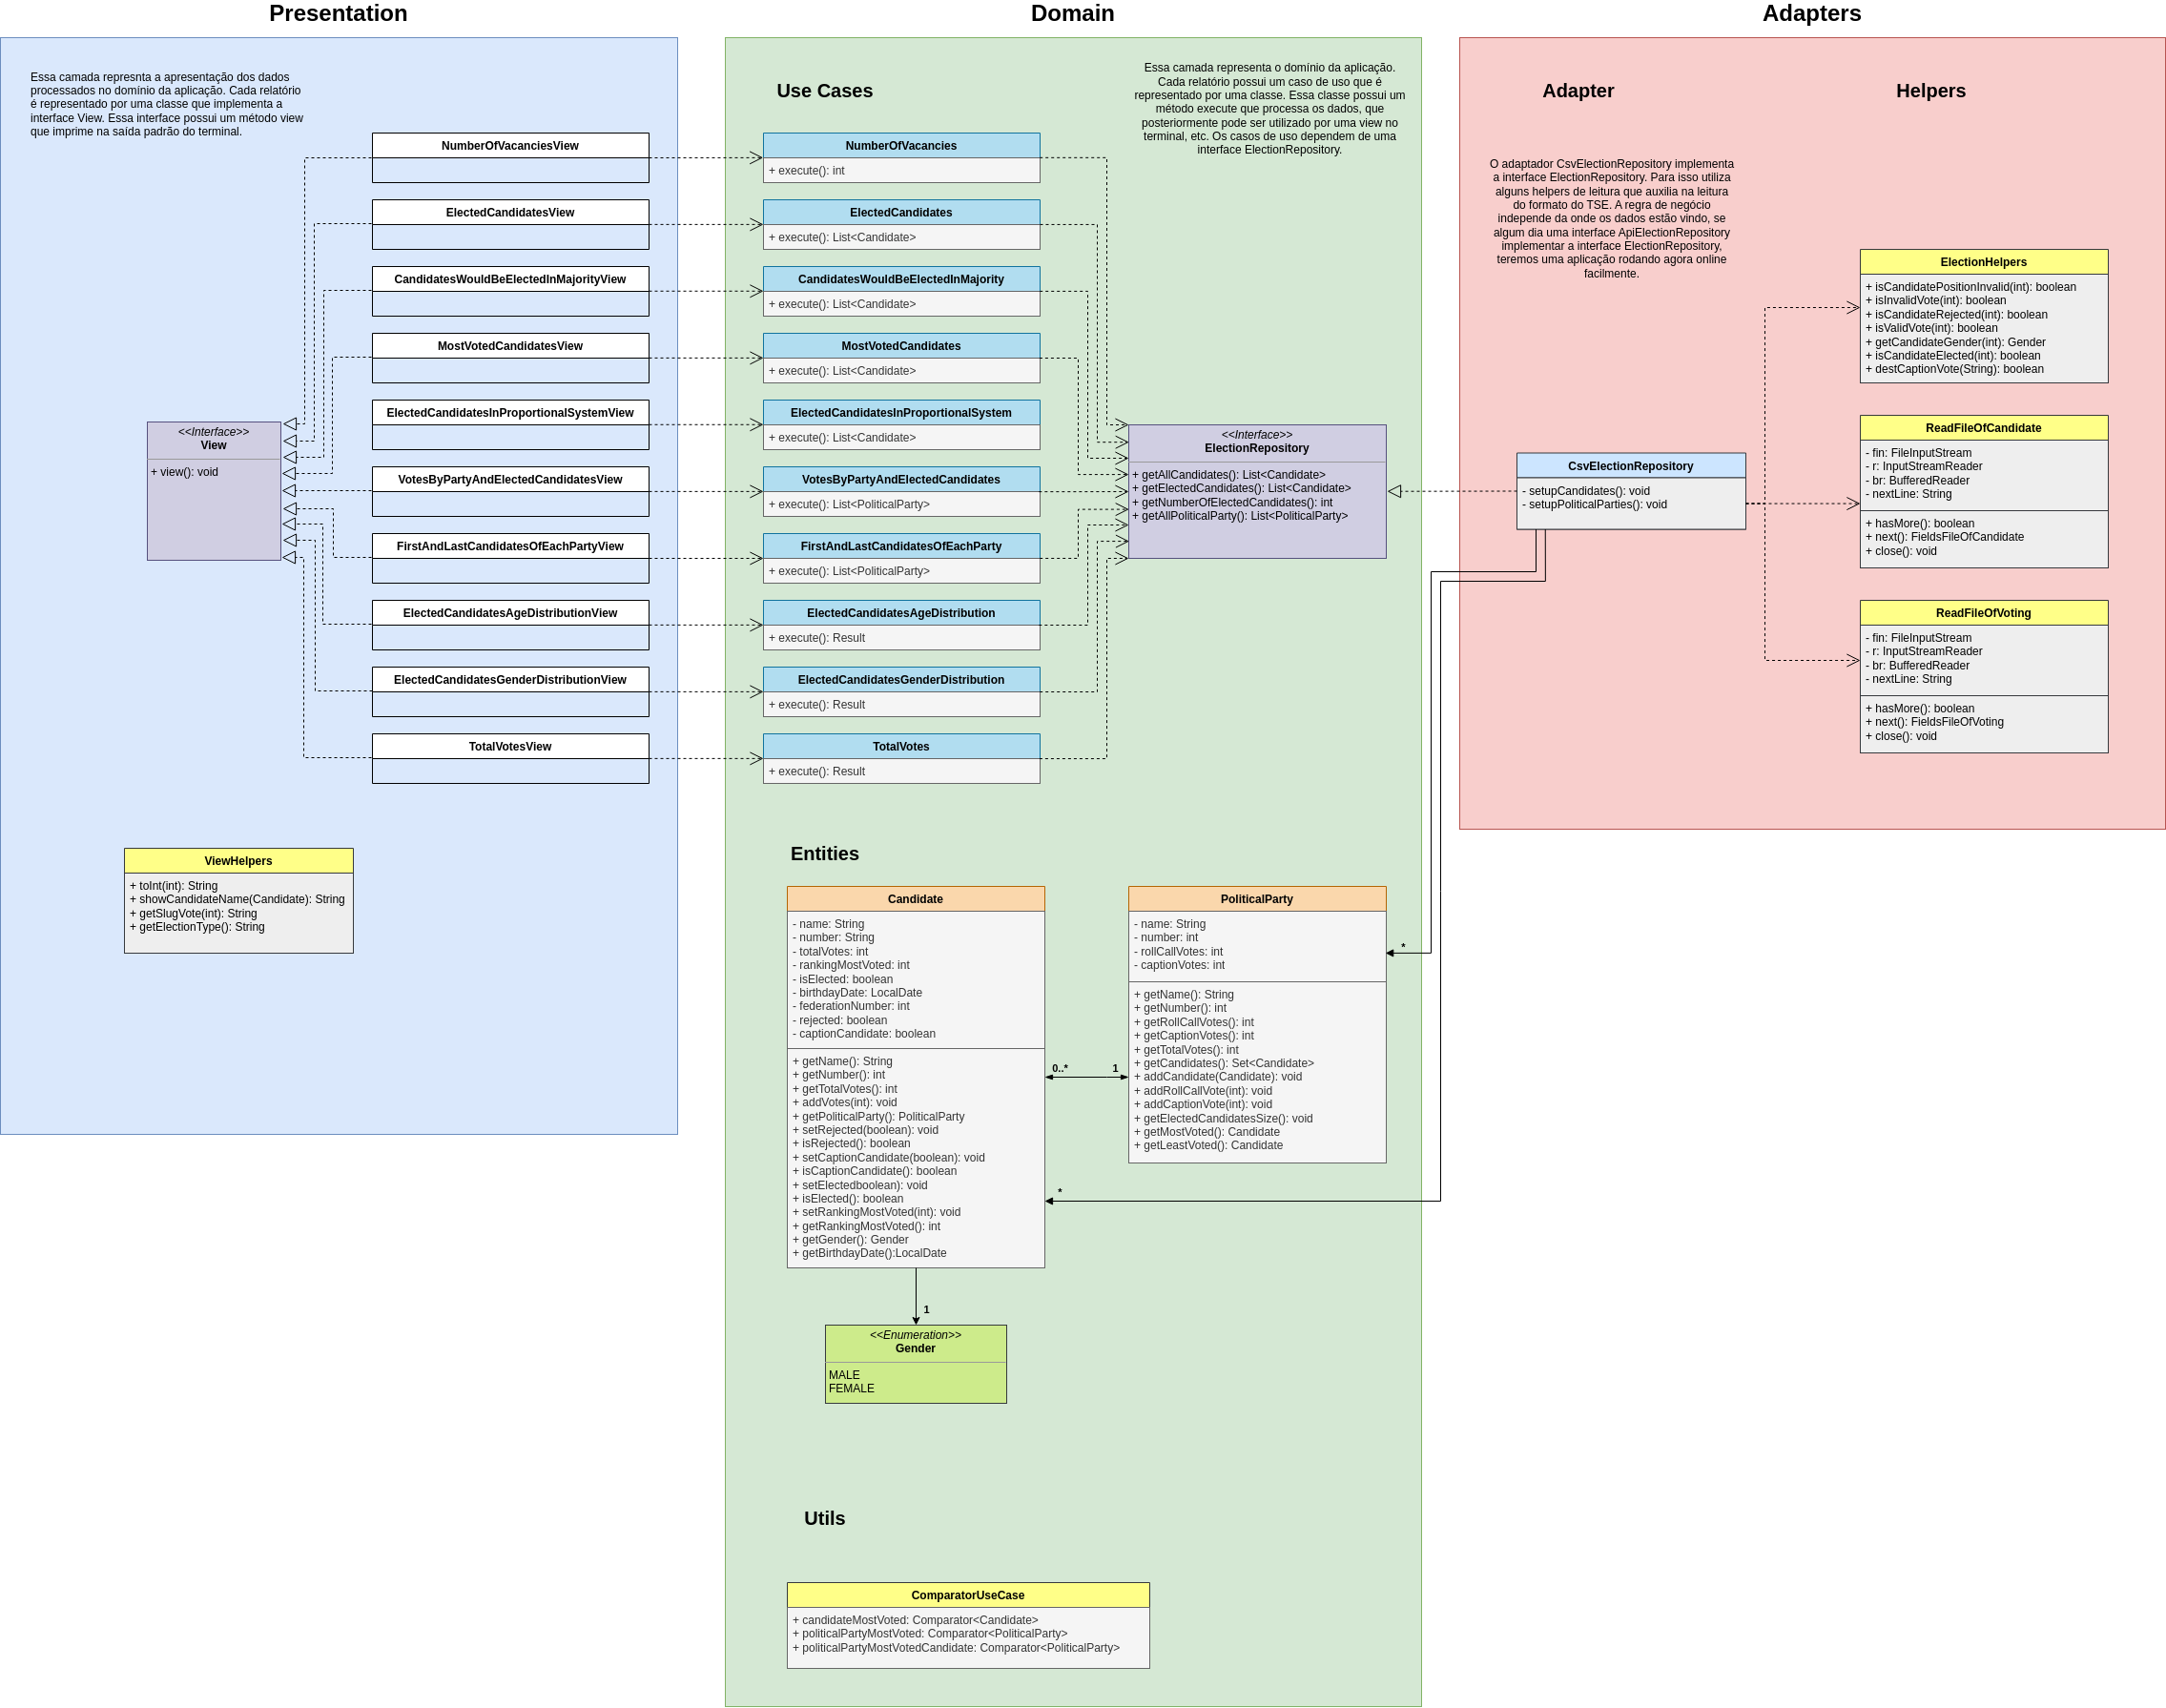 Presentation
Essa camada represnta a apresentação dos dados
processados no domínio da aplicação. Cada relatório
é representado por uma classe que implementa a
interface View. Essa interface possui um método view
que imprime na saída padrão do terminal.
<<Interface>>
View
+ view(): void
NumberOfVacanciesView
ElectedCandidatesView
CandidatesWouldBeElectedInMajorityView
MostVotedCandidatesView
ElectedCandidatesInProportionalSystemView
VotesByPartyAndElectedCandidatesView
FirstAndLastCandidatesOfEachPartyView
ElectedCandidatesAgeDistributionView
ElectedCandidatesGenderDistributionView
TotalVotesView
ViewHelpers
+ toInt(int): String
+ showCandidateName(Candidate): String
+ getSlugVote(int): String
+ getElectionType(): String
Domain
Use Cases
Essa camada representa o domínio da aplicação.
Cada relatório possui um caso de uso que é
representado por uma classe. Essa classe possui um
método execute que processa os dados, que
posteriormente pode ser utilizado por uma view no
terminal, etc. Os casos de uso dependem de uma
interface ElectionRepository.
NumberOfVacancies
+ execute(): int
ElectedCandidates
+ execute(): List<Candidate>
CandidatesWouldBeElectedInMajority
+ execute(): List<Candidate>
MostVotedCandidates
+ execute(): List<Candidate>
ElectedCandidatesInProportionalSystem
+ execute(): List<Candidate>
VotesByPartyAndElectedCandidates
+ execute(): List<PoliticalParty>
FirstAndLastCandidatesOfEachParty
+ execute(): List<PoliticalParty>
ElectedCandidatesAgeDistribution
+ execute(): Result
ElectedCandidatesGenderDistribution
+ execute(): Result
TotalVotes
+ execute(): Result
<<Interface>>
ElectionRepository
+ getAllCandidates(): List<Candidate>
+ getElectedCandidates(): List<Candidate>
+ getNumberOfElectedCandidates(): int
+ getAllPoliticalParty(): List<PoliticalParty>
Entities
Candidate
- name: String
- number: String
- totalVotes: int
- rankingMostVoted: int
- isElected: boolean
- birthdayDate: LocalDate
- federationNumber: int
- rejected: boolean
- captionCandidate: boolean
+ getName(): String
+ getNumber(): int
+ getTotalVotes(): int
+ addVotes(int): void
+ getPoliticalParty(): PoliticalParty
+ setRejected(boolean): void
+ isRejected(): boolean
+ setCaptionCandidate(boolean): void
+ isCaptionCandidate(): boolean
+ setElectedboolean): void
+ isElected(): boolean
+ setRankingMostVoted(int): void
+ getRankingMostVoted(): int
+ getGender(): Gender
+ getBirthdayDate():LocalDate
0..*
1
*
PoliticalParty
- name: String
- number: int
- rollCallVotes: int
- captionVotes: int
+ getName(): String
+ getNumber(): int
+ getRollCallVotes(): int
+ getCaptionVotes(): int
+ getTotalVotes(): int
+ getCandidates(): Set<Candidate>
+ addCandidate(Candidate): void
+ addRollCallVote(int): void
+ addCaptionVote(int): void
+ getElectedCandidatesSize(): void
+ getMostVoted(): Candidate
+ getLeastVoted(): Candidate
*
1
<<Enumeration>>
Gender
MALE
FEMALE
Utils
ComparatorUseCase
+ candidateMostVoted: Comparator<Candidate>
+ politicalPartyMostVoted: Comparator<PoliticalParty>
+ politicalPartyMostVotedCandidate: Comparator<PoliticalParty>
Adapters
Adapter
O adaptador CsvElectionRepository implementa
a interface ElectionRepository. Para isso utiliza
alguns helpers de leitura que auxilia na leitura
do formato do TSE. A regra de negócio
independe da onde os dados estão vindo, se
algum dia uma interface ApiElectionRepository
implementar a interface ElectionRepository,
teremos uma aplicação rodando agora online
facilmente.
CsvElectionRepository
- setupCandidates(): void
- setupPoliticalParties(): void
Helpers
ElectionHelpers
+ isCandidatePositionInvalid(int): boolean
+ isInvalidVote(int): boolean
+ isCandidateRejected(int): boolean
+ isValidVote(int): boolean
+ getCandidateGender(int): Gender
+ isCandidateElected(int): boolean
+ destCaptionVote(String): boolean
ReadFileOfCandidate
- fin: FileInputStream
- r: InputStreamReader
- br: BufferedReader
- nextLine: String
+ hasMore(): boolean
+ next(): FieldsFileOfCandidate
+ close(): void
ReadFileOfVoting
- fin: FileInputStream
- r: InputStreamReader
- br: BufferedReader
- nextLine: String
+ hasMore(): boolean
+ next(): FieldsFileOfVoting
+ close(): void